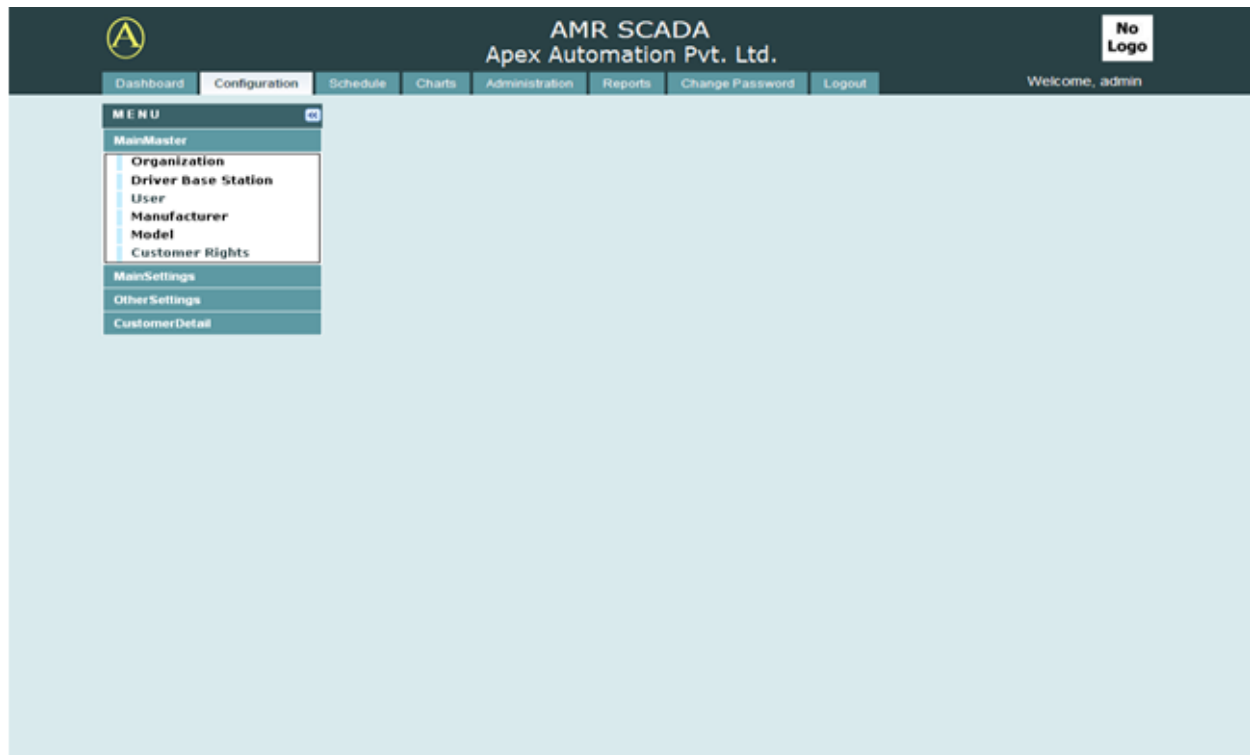 A
AMR SCADA
Apex Automation Pvt. Ltd.
No
Logo
Dashboard Configuration Schedule Charts Administration Reports Change Password Logout
Welcome, admin
MENU
MainMaster
Organization
Driver Base Station
User
Manufacturer
Model
Customer Rights
MainSettings
OtherSettings
CustomerDetail